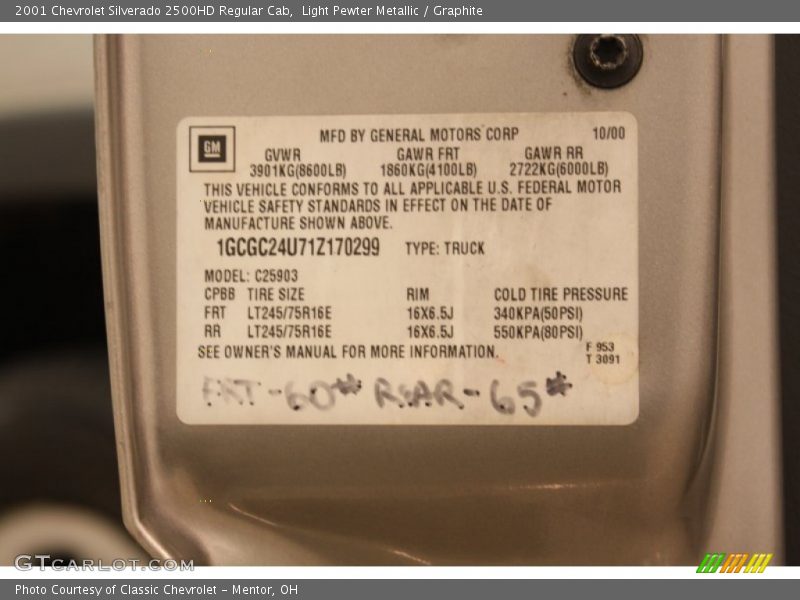 2001 Chevrolet Silverado 2500HD Regular Cab,  Light Pewter Metallic / Graphite
GM
MFD BY GENERAL MOTORS CORP 10/00
GVWR GAWR FRT GAWR RR
3901KG(8600LB) 1860KG(4100LB) 2722KG(6000LB)
THIS VEHICLE CONFORMS TO ALL APPLICABLE U.S. FEDERAL MOTOR
VEHICLE SAFETY STANDARDS IN EFFECT ON THE DATE OF
MANUFACTURE SHOWN ABOVE.
1GCGC24U71Z170299 TYPE: TRUCK
MODEL: C25903
CPBB TIRE SIZE RIM COLD TIRE PRESSURE
FRT LT245/75R16E 16X6.5J 340KPA(50PSI)
RR LT245/75R16E 16X6.5J 550KPA(80PSI)
SEE OWNER'S MANUAL FOR MORE INFORMATION.
F 953
T 3091
FRT-60# REAR-65#
GTCarLot.com
Photo Courtesy of Classic Chevrolet - Mentor, OH